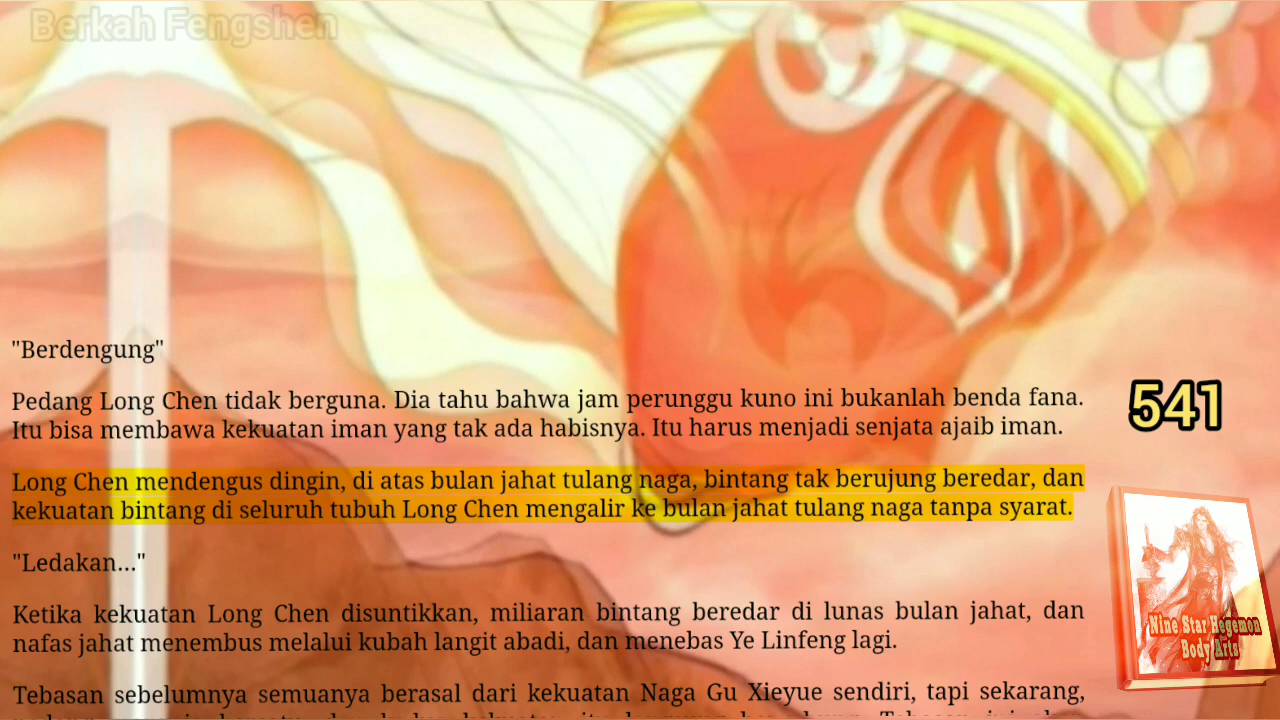 Berkah Fengshen
"Berdengung"
Pedang Long Chen tidak berguna. Dia tahu bahwa jam perunggu kuno ini bukanlah benda fana.
Itu bisa membawa kekuatan iman yang tak ada habisnya. Itu harus menjadi senjata ajaib iman.
541
Long Chen mendengus dingin, di atas bulan jahat tulang naga, bintang tak berujung beredar, dan
kekuatan bintang di seluruh tubuh Long Chen mengalir ke bulan jahat tulang naga tanpa syarat.
"Ledakan..."
Ketika kekuatan Long Chen disuntikkan, miliaran bintang beredar di lunas bulan jahat, dan
nafas jahat menembus melalui kubah langit abadi, dan menebas Ye Linfeng lagi.
Nine Star Hegemon
Body Arts
Tebasan sebelumnya semuanya berasal dari kekuatan Naga Gu Xieyue sendiri, tapi sekarang,